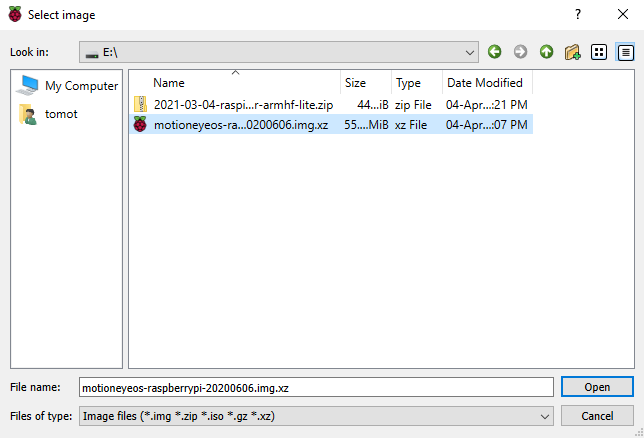 Select image
Look in: E:\
My Computer
tomot
Name Size Type Date Modified
2021-03-04-raspi...r-armhf-lite.zip 44...iB zip File 04-Apr...:21 PM
motioneyeos-ra...0200606.img.xz 55....MiB xz File 04-Apr...:07 PM
File name: motioneyeos-raspberrypi-20200606.img.xz Open
Files of type: Image files (*.img *.zip *.iso *.gz *.xz) Cancel